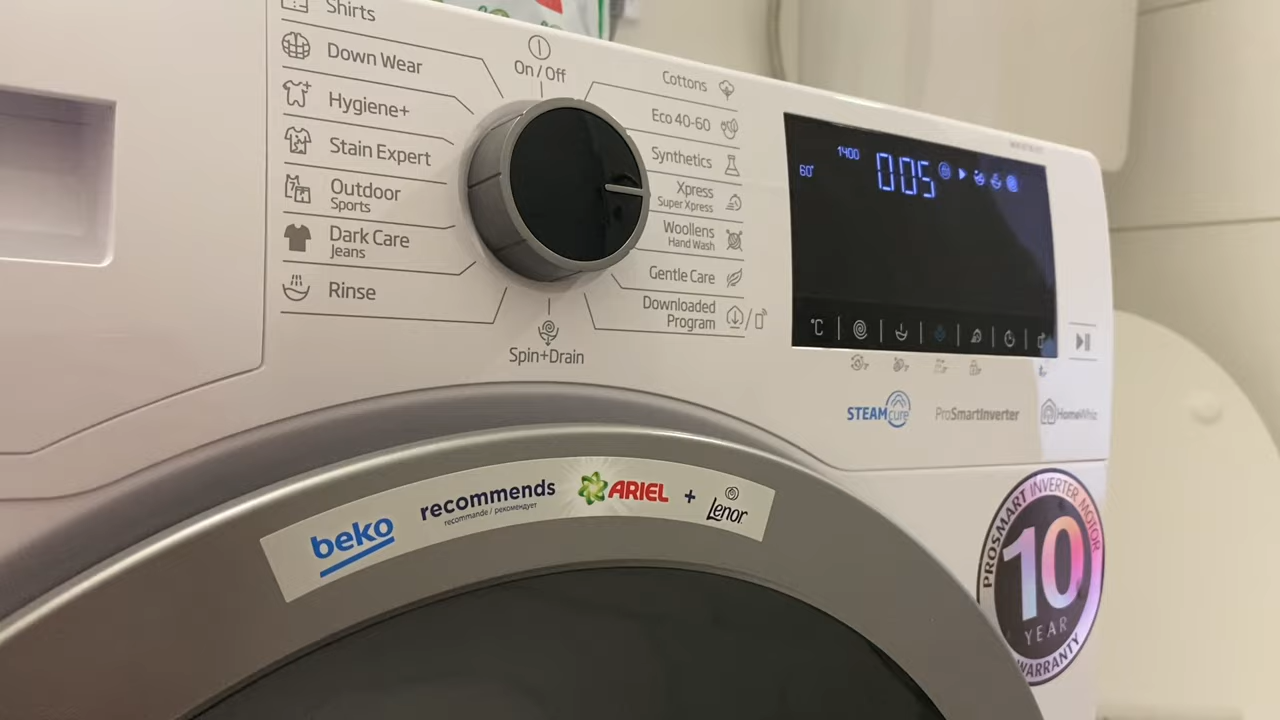 Shirts
Down Wear
Hygiene+
Stain Expert
Outdoor
Sports
Dark Care
Jeans
Rinse
On / Off
Spin+Drain
Cottons
Eco 40-60
Synthetics
Xpress
Super Xpress
Woollens
Hand Wash
Gentle Care
Downloaded
Program
60°
1400
005
°C
STEAMcure
ProSmartInverter
HomeWhiz
beko
recommends
recommande / рекомендует
ARIEL
+
Lenor
PROSMART INVERTER MOTOR
10
YEAR
WARRANTY